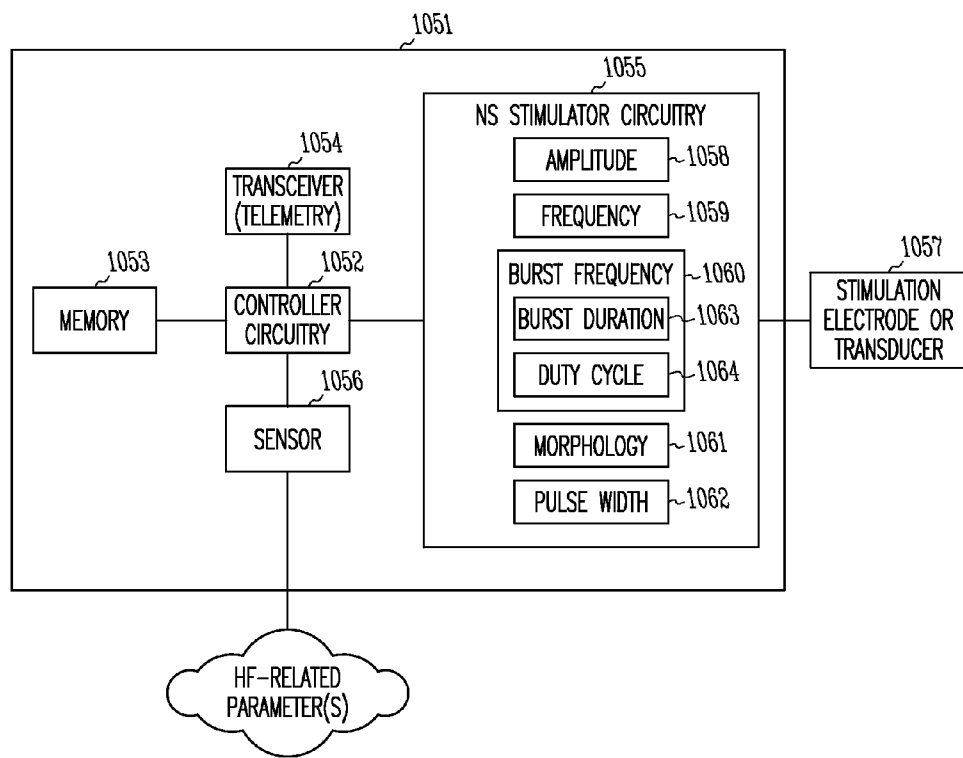 1051
1055
NS STIMULATOR CIRCUITRY
AMPLITUDE
1058
FREQUENCY
1059
BURST FREQUENCY
1060
BURST DURATION
1063
DUTY CYCLE
1064
MORPHOLOGY
1061
PULSE WIDTH
1062
1054
TRANSCEIVER
(TELEMETRY)
1053
MEMORY
1052
CONTROLLER
CIRCUITRY
1056
SENSOR
1057
STIMULATION
ELECTRODE OR
TRANSDUCER
HF-RELATED
PARAMETER(S)